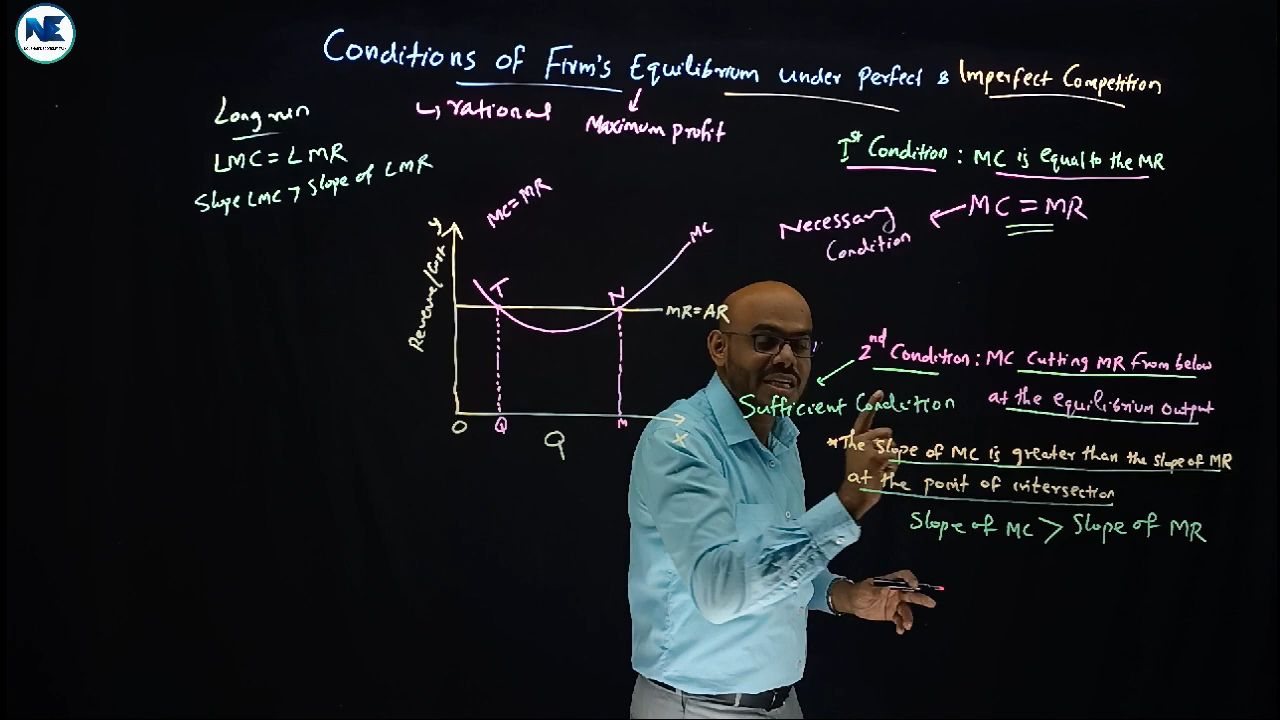 NE
Conditions of Firm's Equilibrium under perfect & Imperfect Competition
↳ rational
Maximum profit
Long run
LMC = LMR
Slope LMC > Slope of LMR
Ist Condition : MC is equal to the MR
MC = MR
Necessary
Condition
MC = MR
y
Revenue/Cost
MC
T
N
MR = AR
O
Q
M
X
Q
2nd Condition : MC Cutting MR from below
at the equilibrium output
Sufficient Condition
*The Slope of MC is greater than the slope of MR
at the point of intersection
Slope of MC > Slope of MR